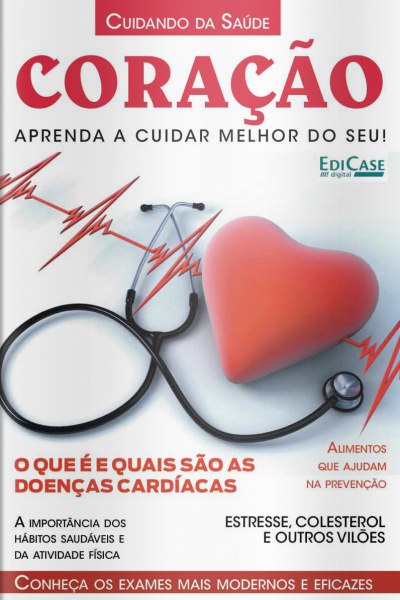 Cuidando da Saúde
CORAÇÃO
APRENDA A CUIDAR MELHOR DO SEU!
EDICASE
digital
Alimentos
que ajudam
na prevenção
O QUE É E QUAIS SÃO AS
DOENÇAS CARDÍACAS
A importância dos
hábitos saudáveis e
da atividade física
Estresse, colesterol
e outros vilões
Conheça os exames mais modernos e eficazes